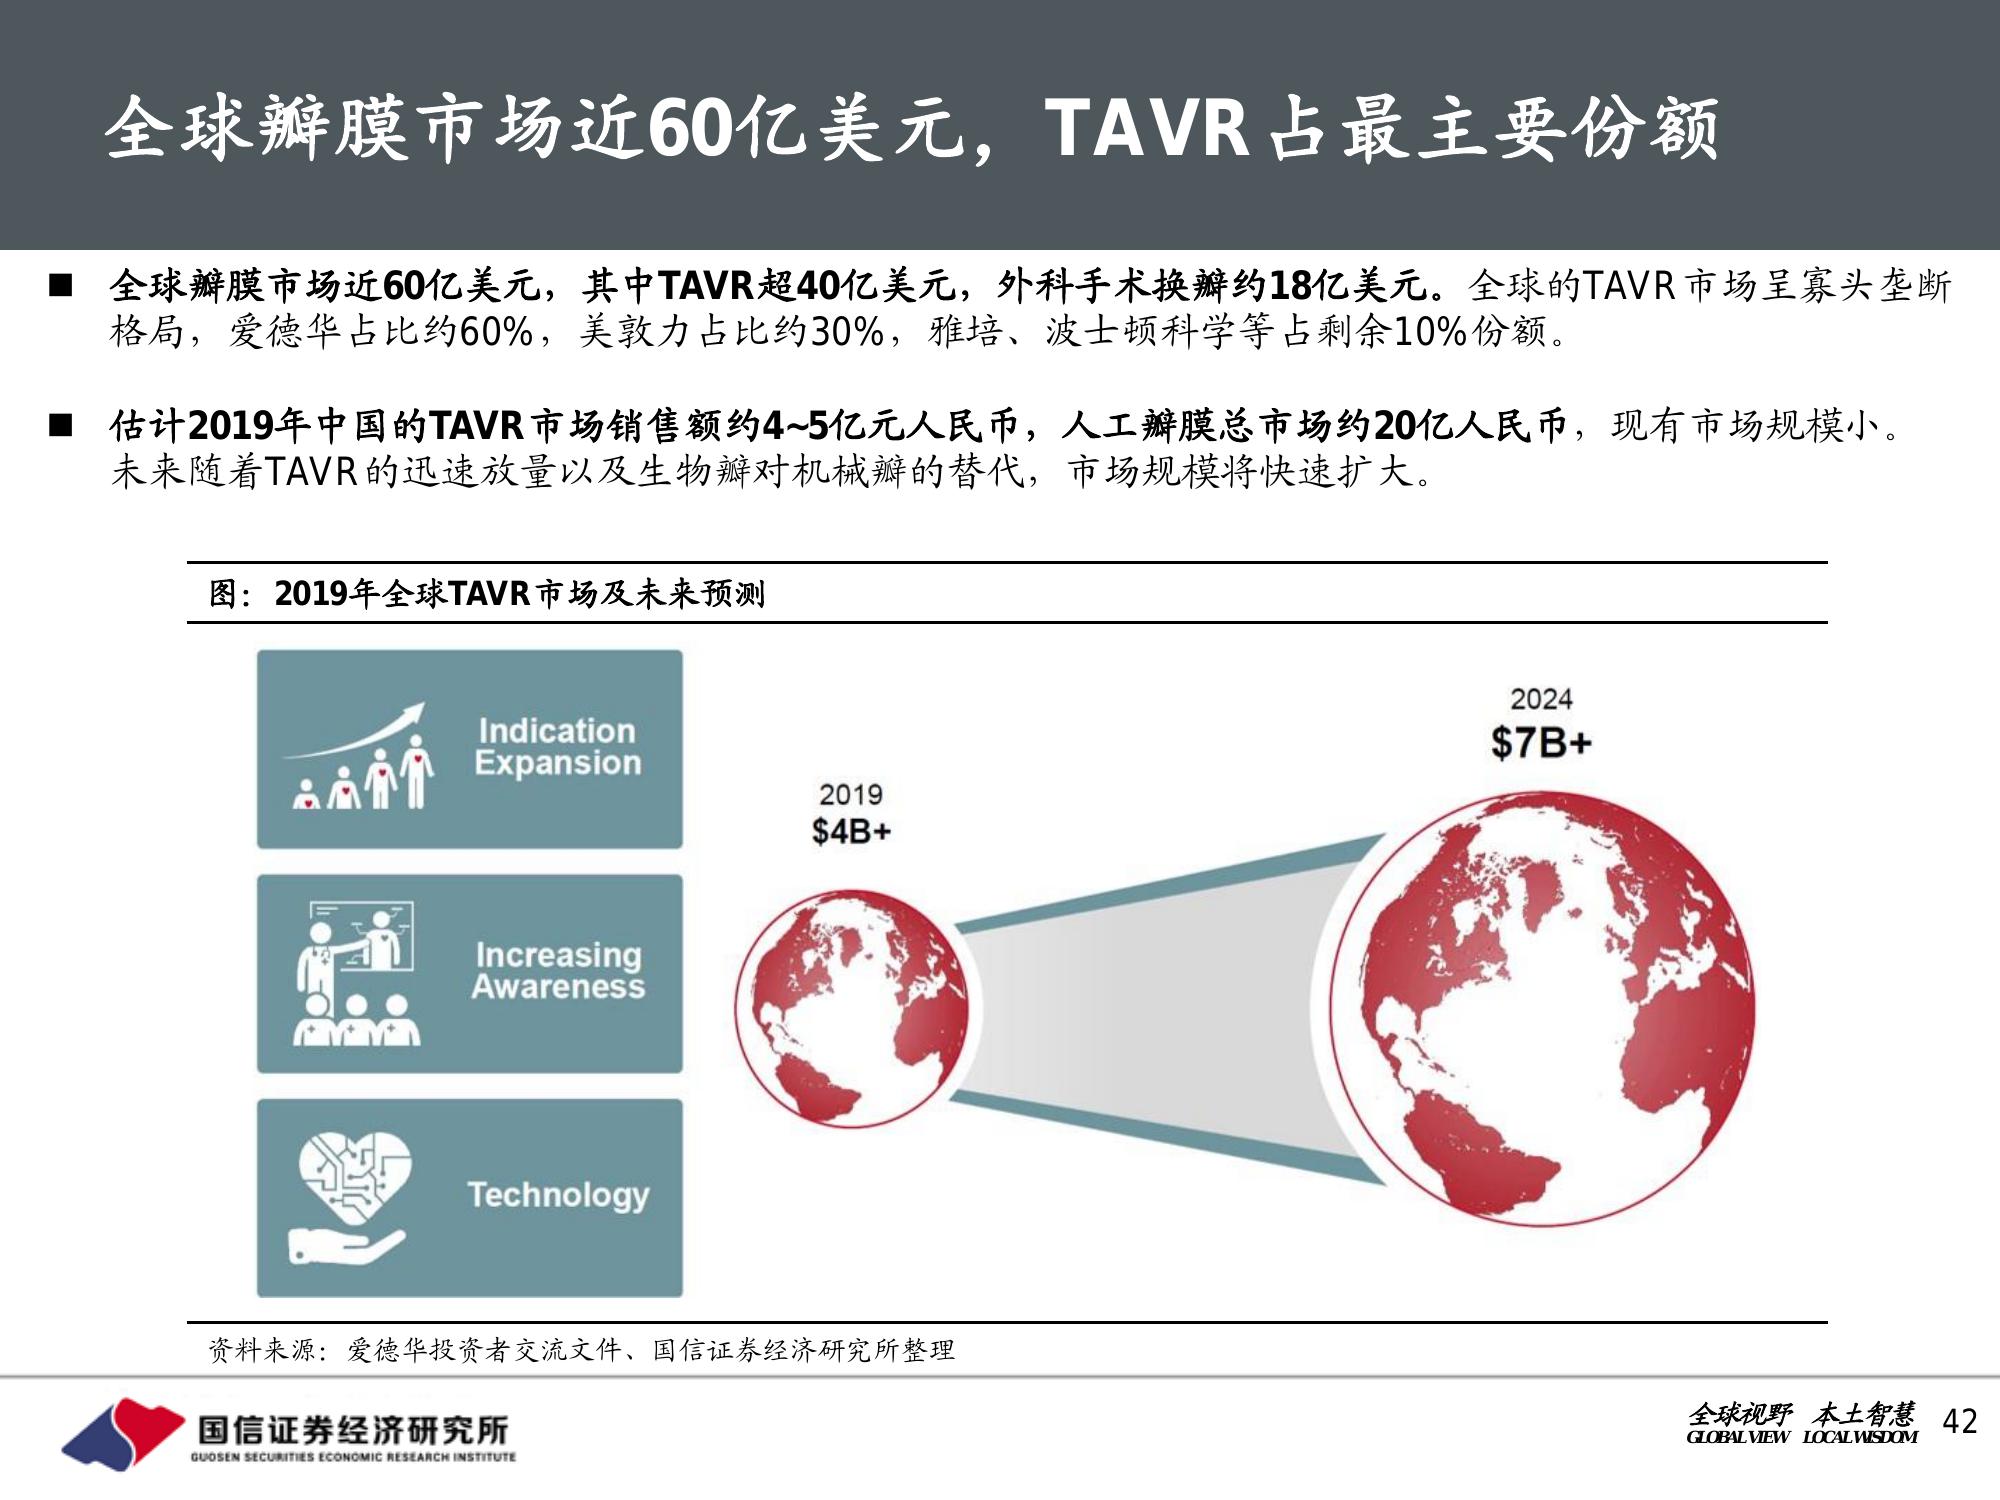 全球瓣膜市场近60亿美元，TAVR占最主要份额
■ 全球瓣膜市场近60亿美元，其中TAVR超40亿美元，外科手术换瓣约18亿美元。全球的TAVR市场呈寡头垄断
格局，爱德华占比约60%，美敦力占比约30%，雅培、波士顿科学等占剩余10%份额。
■ 估计2019年中国的TAVR市场销售额约4~5亿元人民币，人工瓣膜总市场约20亿人民币，现有市场规模小。
未来随着TAVR的迅速放量以及生物瓣对机械瓣的替代，市场规模将快速扩大。
图：2019年全球TAVR市场及未来预测
Indication
Expansion
Increasing
Awareness
Technology
2019
$4B+
2024
$7B+
资料来源：爱德华投资者交流文件、国信证券经济研究所整理
国信证券经济研究所
GUOSEN SECURITIES ECONOMIC RESEARCH INSTITUTE
全球视野 本土智慧
GLOBAL VIEW LOCAL WISDOM
42